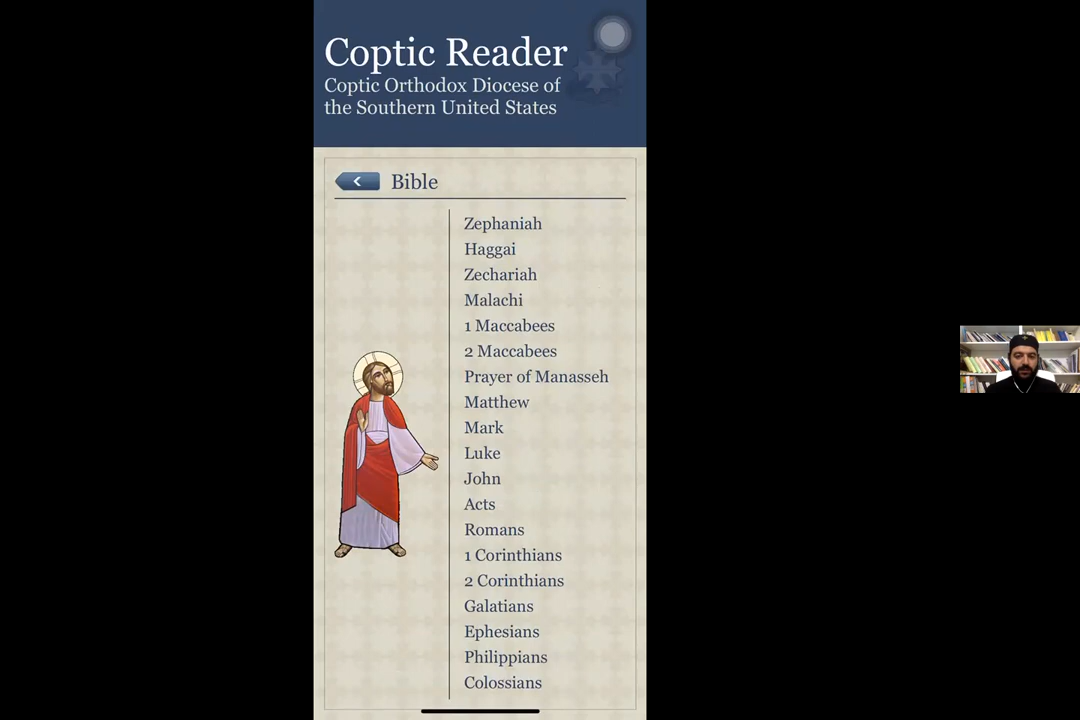 Coptic Reader
Coptic Orthodox Diocese of
the Southern United States
Bible
Zephaniah
Haggai
Zechariah
Malachi
1 Maccabees
2 Maccabees
Prayer of Manasseh
Matthew
Mark
Luke
John
Acts
Romans
1 Corinthians
2 Corinthians
Galatians
Ephesians
Philippians
Colossians